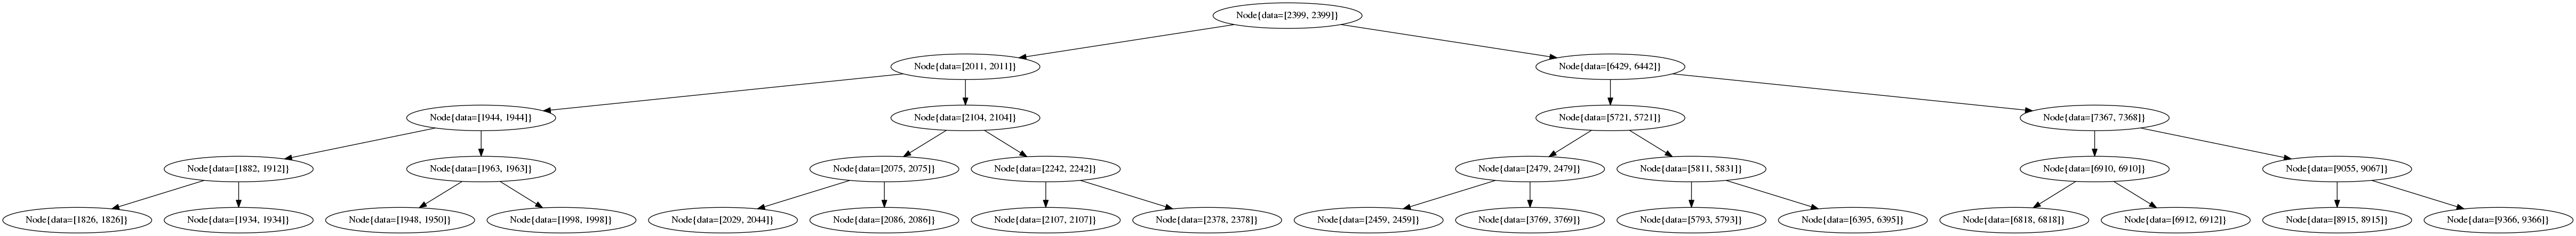 Node{data=[2399, 2399]}
Node{data=[2011, 2011]}
Node{data=[6429, 6442]}
Node{data=[1944, 1944]}
Node{data=[2104, 2104]}
Node{data=[5721, 5721]}
Node{data=[7367, 7368]}
Node{data=[1882, 1912]}
Node{data=[1963, 1963]}
Node{data=[2075, 2075]}
Node{data=[2242, 2242]}
Node{data=[2479, 2479]}
Node{data=[5811, 5831]}
Node{data=[6910, 6910]}
Node{data=[9055, 9067]}
Node{data=[1826, 1826]}
Node{data=[1934, 1934]}
Node{data=[1948, 1950]}
Node{data=[1998, 1998]}
Node{data=[2029, 2044]}
Node{data=[2086, 2086]}
Node{data=[2107, 2107]}
Node{data=[2378, 2378]}
Node{data=[2459, 2459]}
Node{data=[3769, 3769]}
Node{data=[5793, 5793]}
Node{data=[6395, 6395]}
Node{data=[6818, 6818]}
Node{data=[6912, 6912]}
Node{data=[8915, 8915]}
Node{data=[9366, 9366]}